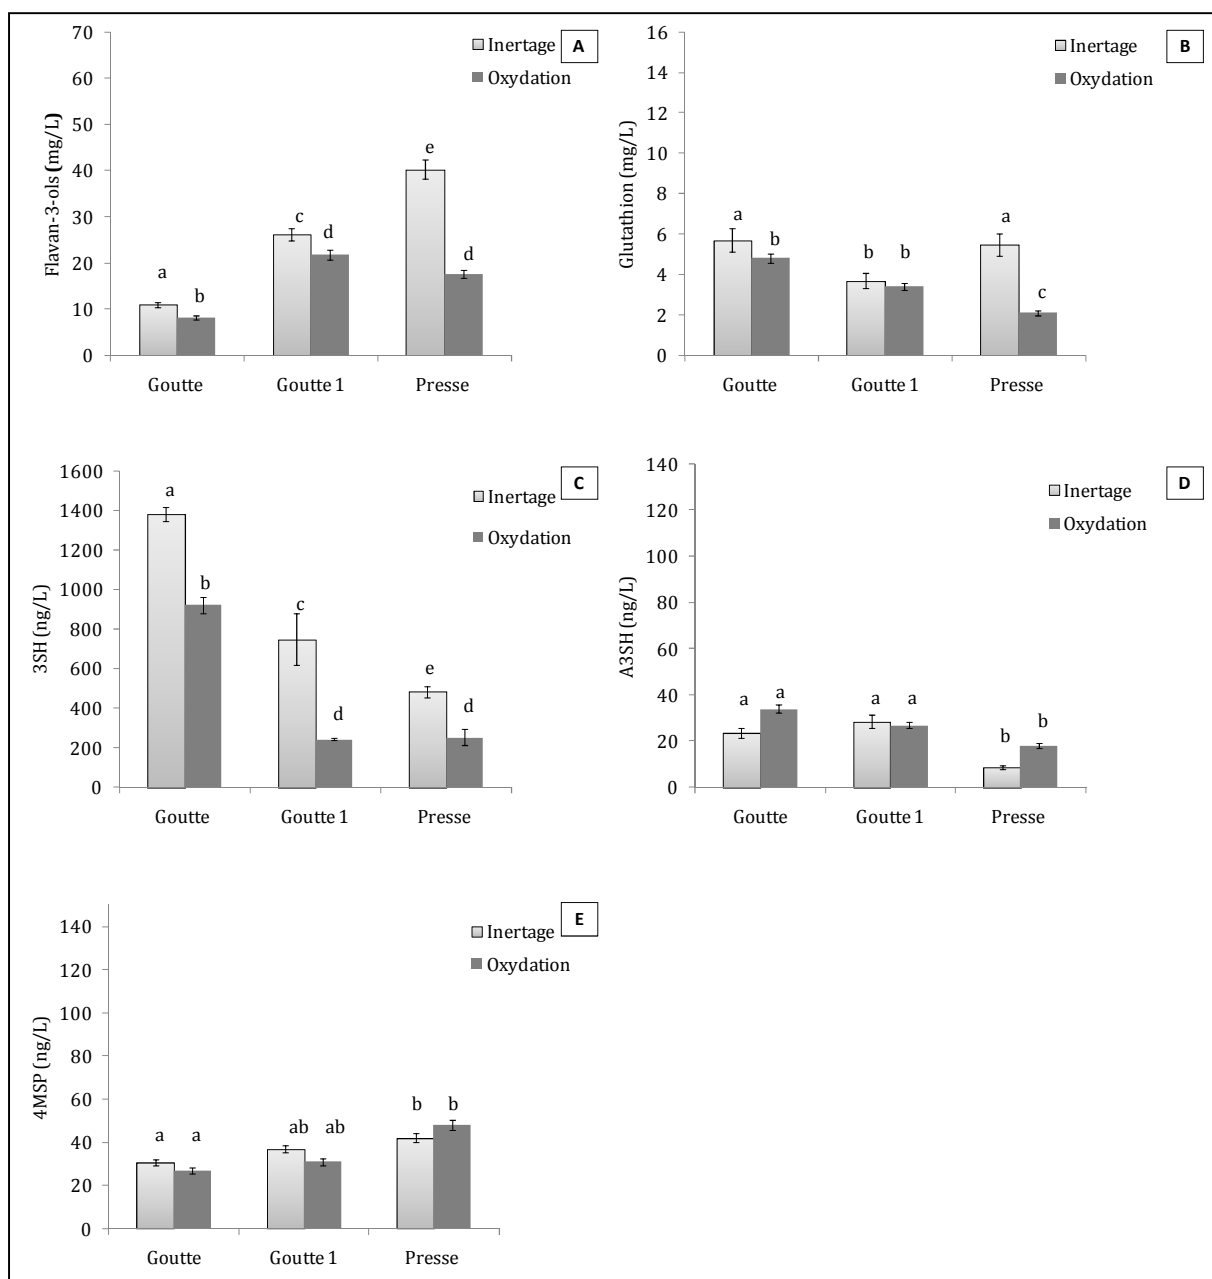 A
Inertage
Oxydation
Flavan-3-ols (mg/L)
70
60
50
40
30
20
10
0
a
b
c
d
e
d
Goutte
Goutte 1
Presse
B
Inertage
Oxydation
Glutathion (mg/L)
16
14
12
10
8
6
4
2
0
a
b
b
b
a
c
Goutte
Goutte 1
Presse
C
Inertage
Oxydation
3SH (ng/L)
1600
1400
1200
1000
800
600
400
200
0
a
b
c
d
e
d
Goutte
Goutte 1
Presse
D
Inertage
Oxydation
A3SH (ng/L)
140
120
100
80
60
40
20
0
a
a
a
a
b
b
Goutte
Goutte 1
Presse
E
Inertage
Oxydation
4MSP (ng/L)
140
120
100
80
60
40
20
0
a
a
ab
ab
b
b
Goutte
Goutte 1
Presse